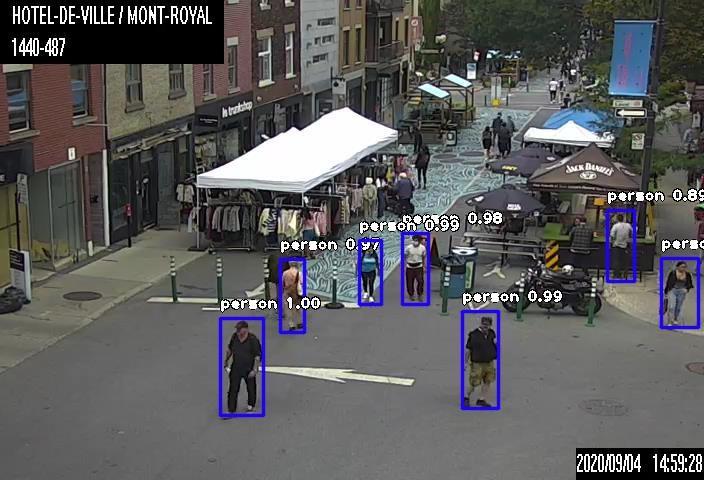 HOTEL-DE-VILLE / MONT-ROYAL
1440-487
JACK DANIEL'S
person 0.89
person 0.98
person 0.99
person 0.97
perso
person 1.00
person 0.99
2020/09/04 14:59:28